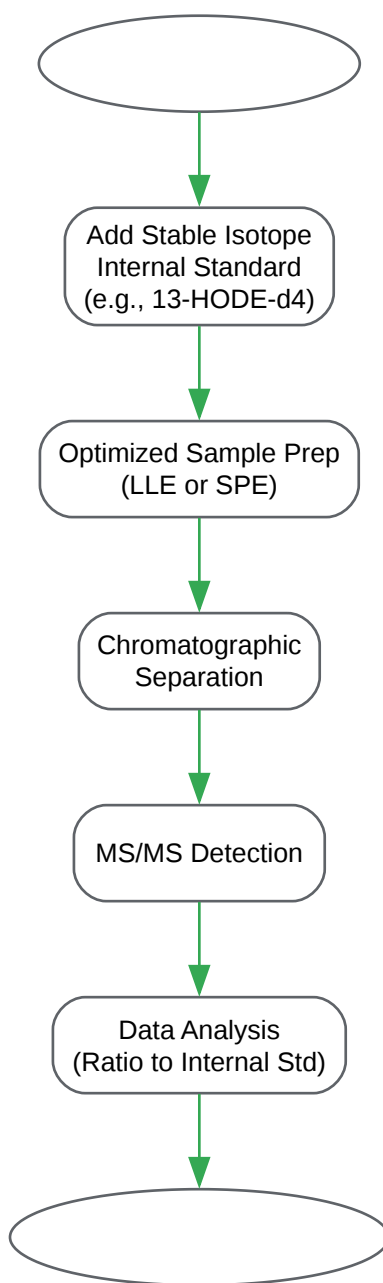 Add Stable Isotope
Internal Standard
(e.g., 13-HODE-d4)
Optimized Sample Prep
(LLE or SPE)
Chromatographic
Separation
MS/MS Detection
Data Analysis
(Ratio to Internal Std)